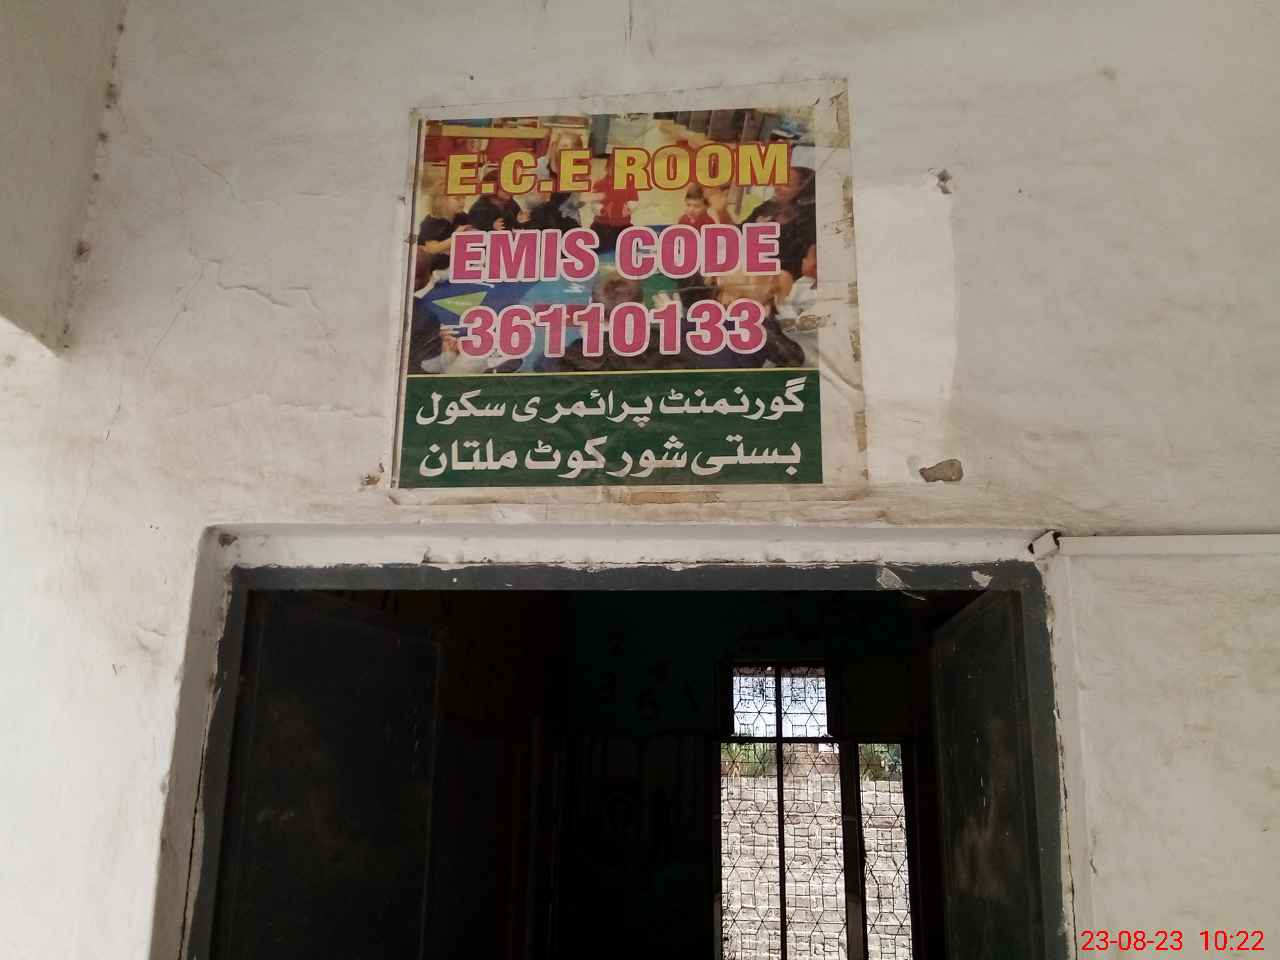 E.C.E ROOM
EMIS CODE
36110133
گورنمنٹ پرائمری سکول
بستی شور کوٹ ملتان
23-08-23 10:22